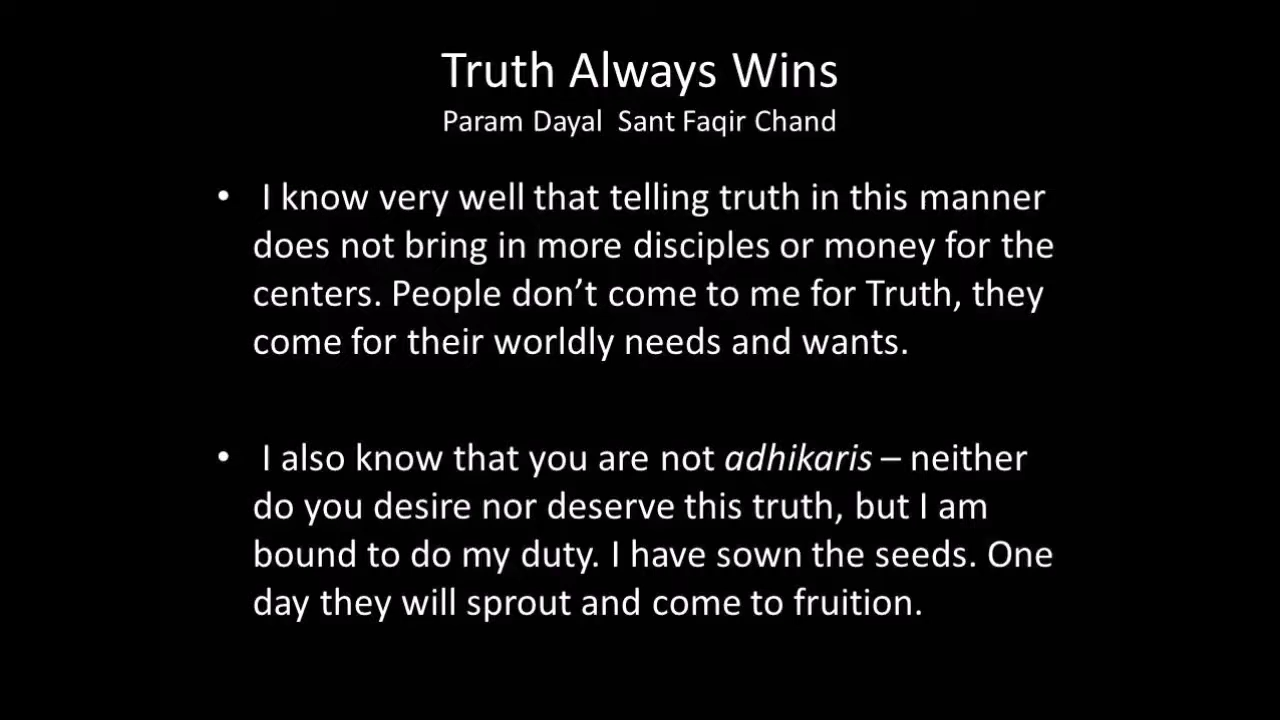 Truth Always Wins
Param Dayal  Sant Faqir Chand
• I know very well that telling truth in this manner
does not bring in more disciples or money for the
centers. People don’t come to me for Truth, they
come for their worldly needs and wants.
• I also know that you are not adhikaris – neither
do you desire nor deserve this truth, but I am
bound to do my duty. I have sown the seeds. One
day they will sprout and come to fruition.